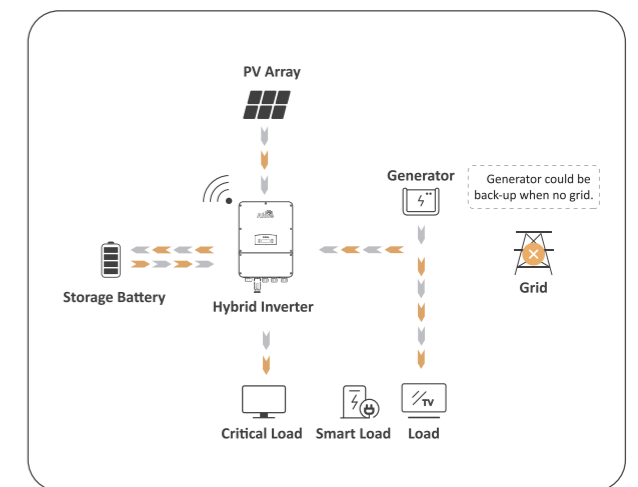 PV Array
Generator
Generator could be
back-up when no grid.
Storage Battery
Hybrid Inverter
Grid
TV
Critical Load
Smart Load
Load